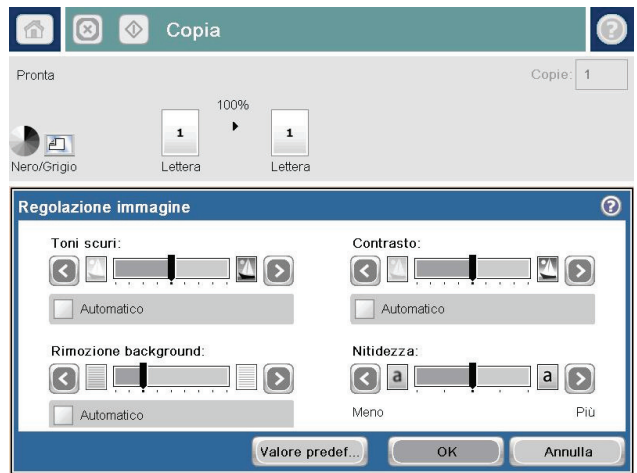 Copia
Pronta
Copie: 1
100%
1 1
Nero/Grigio Lettera Lettera
Regolazione immagine
Toni scuri: Contrasto:
Automatico Automatico
Rimozione background: Nitidezza:
a a
Automatico Meno Più
Valore predef... OK Annulla